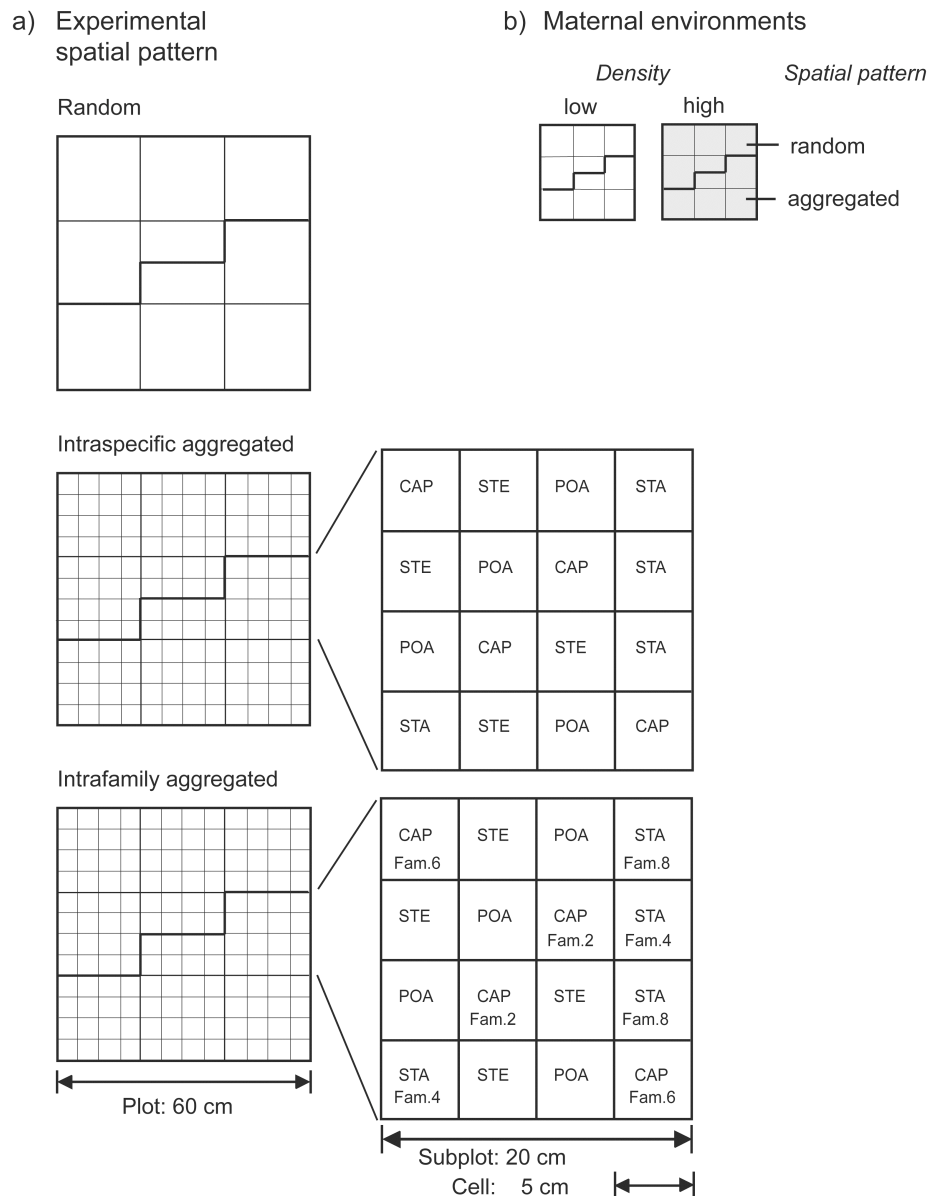 a) Experimental
spatial pattern
Random
b) Maternal environments
Density
Spatial pattern
low
high
random
aggregated
Intraspecific aggregated
CAP STE POA STA
STE POA CAP STA
POA CAP STE STA
STA STE POA CAP
Intrafamily aggregated
CAP STE POA STA
Fam.6 Fam.8
STE POA CAP STA
Fam.2 Fam.4
POA CAP STE STA
Fam.2 Fam.8
STA STE POA CAP
Fam.4 Fam.6
Plot: 60 cm
Subplot: 20 cm
Cell: 5 cm